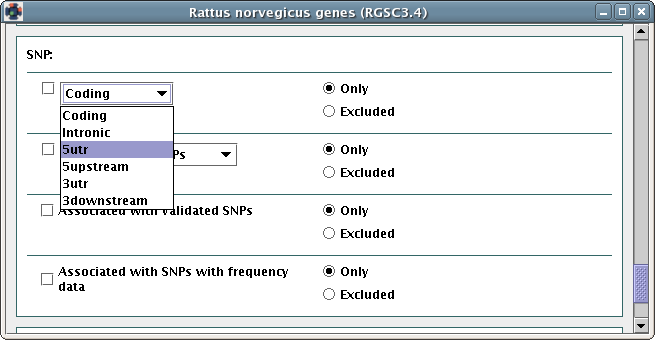 Rattus norvegicus genes (RGSC3.4)
SNP:
Coding
Only
Excluded
Coding
Intronic
5utr
5upstream
3utr
3downstream
Ps
Only
Excluded
Associated with validated SNPs
Only
Excluded
Associated with SNPs with frequency
data
Only
Excluded